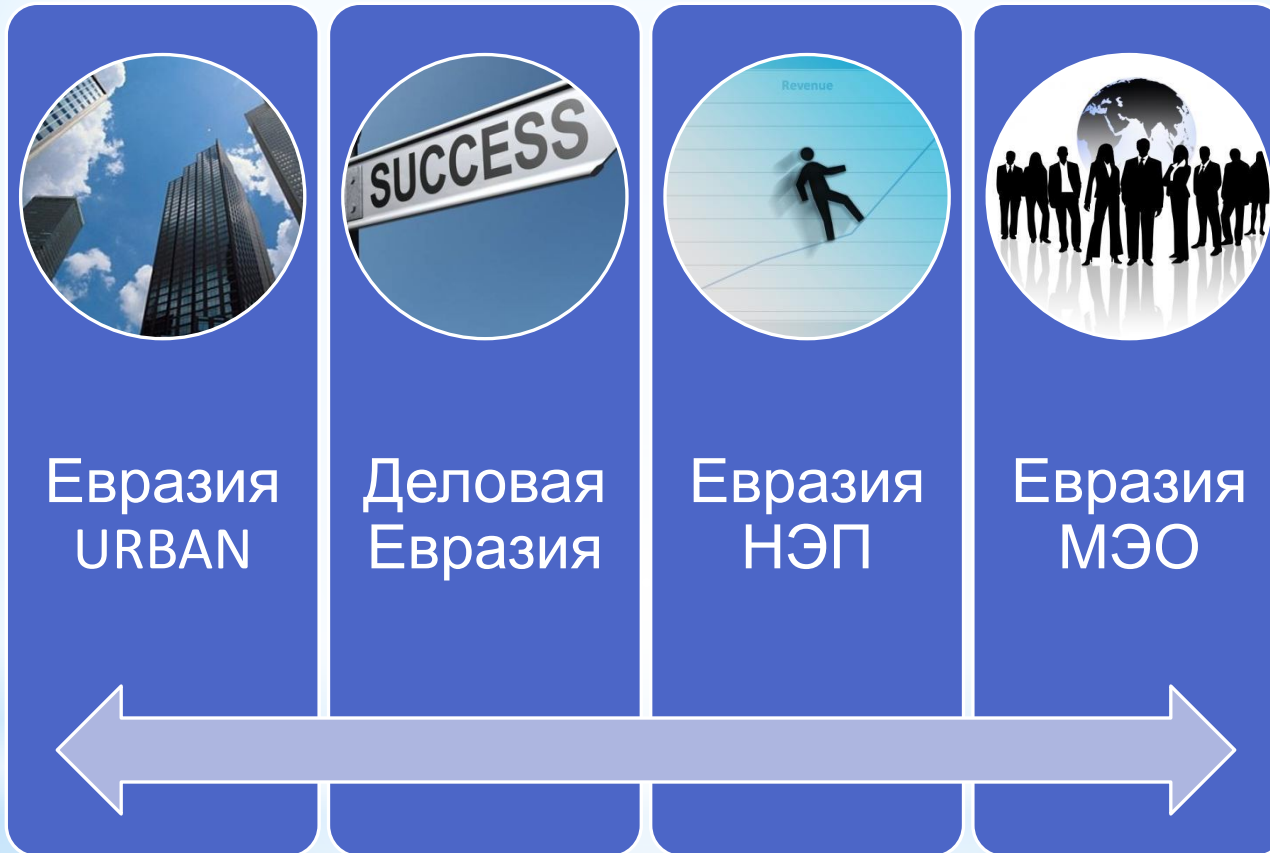 SUCCESS
Revenue
Евразия
URBAN
Деловая
Евразия
Евразия
НЭП
Евразия
МЭО